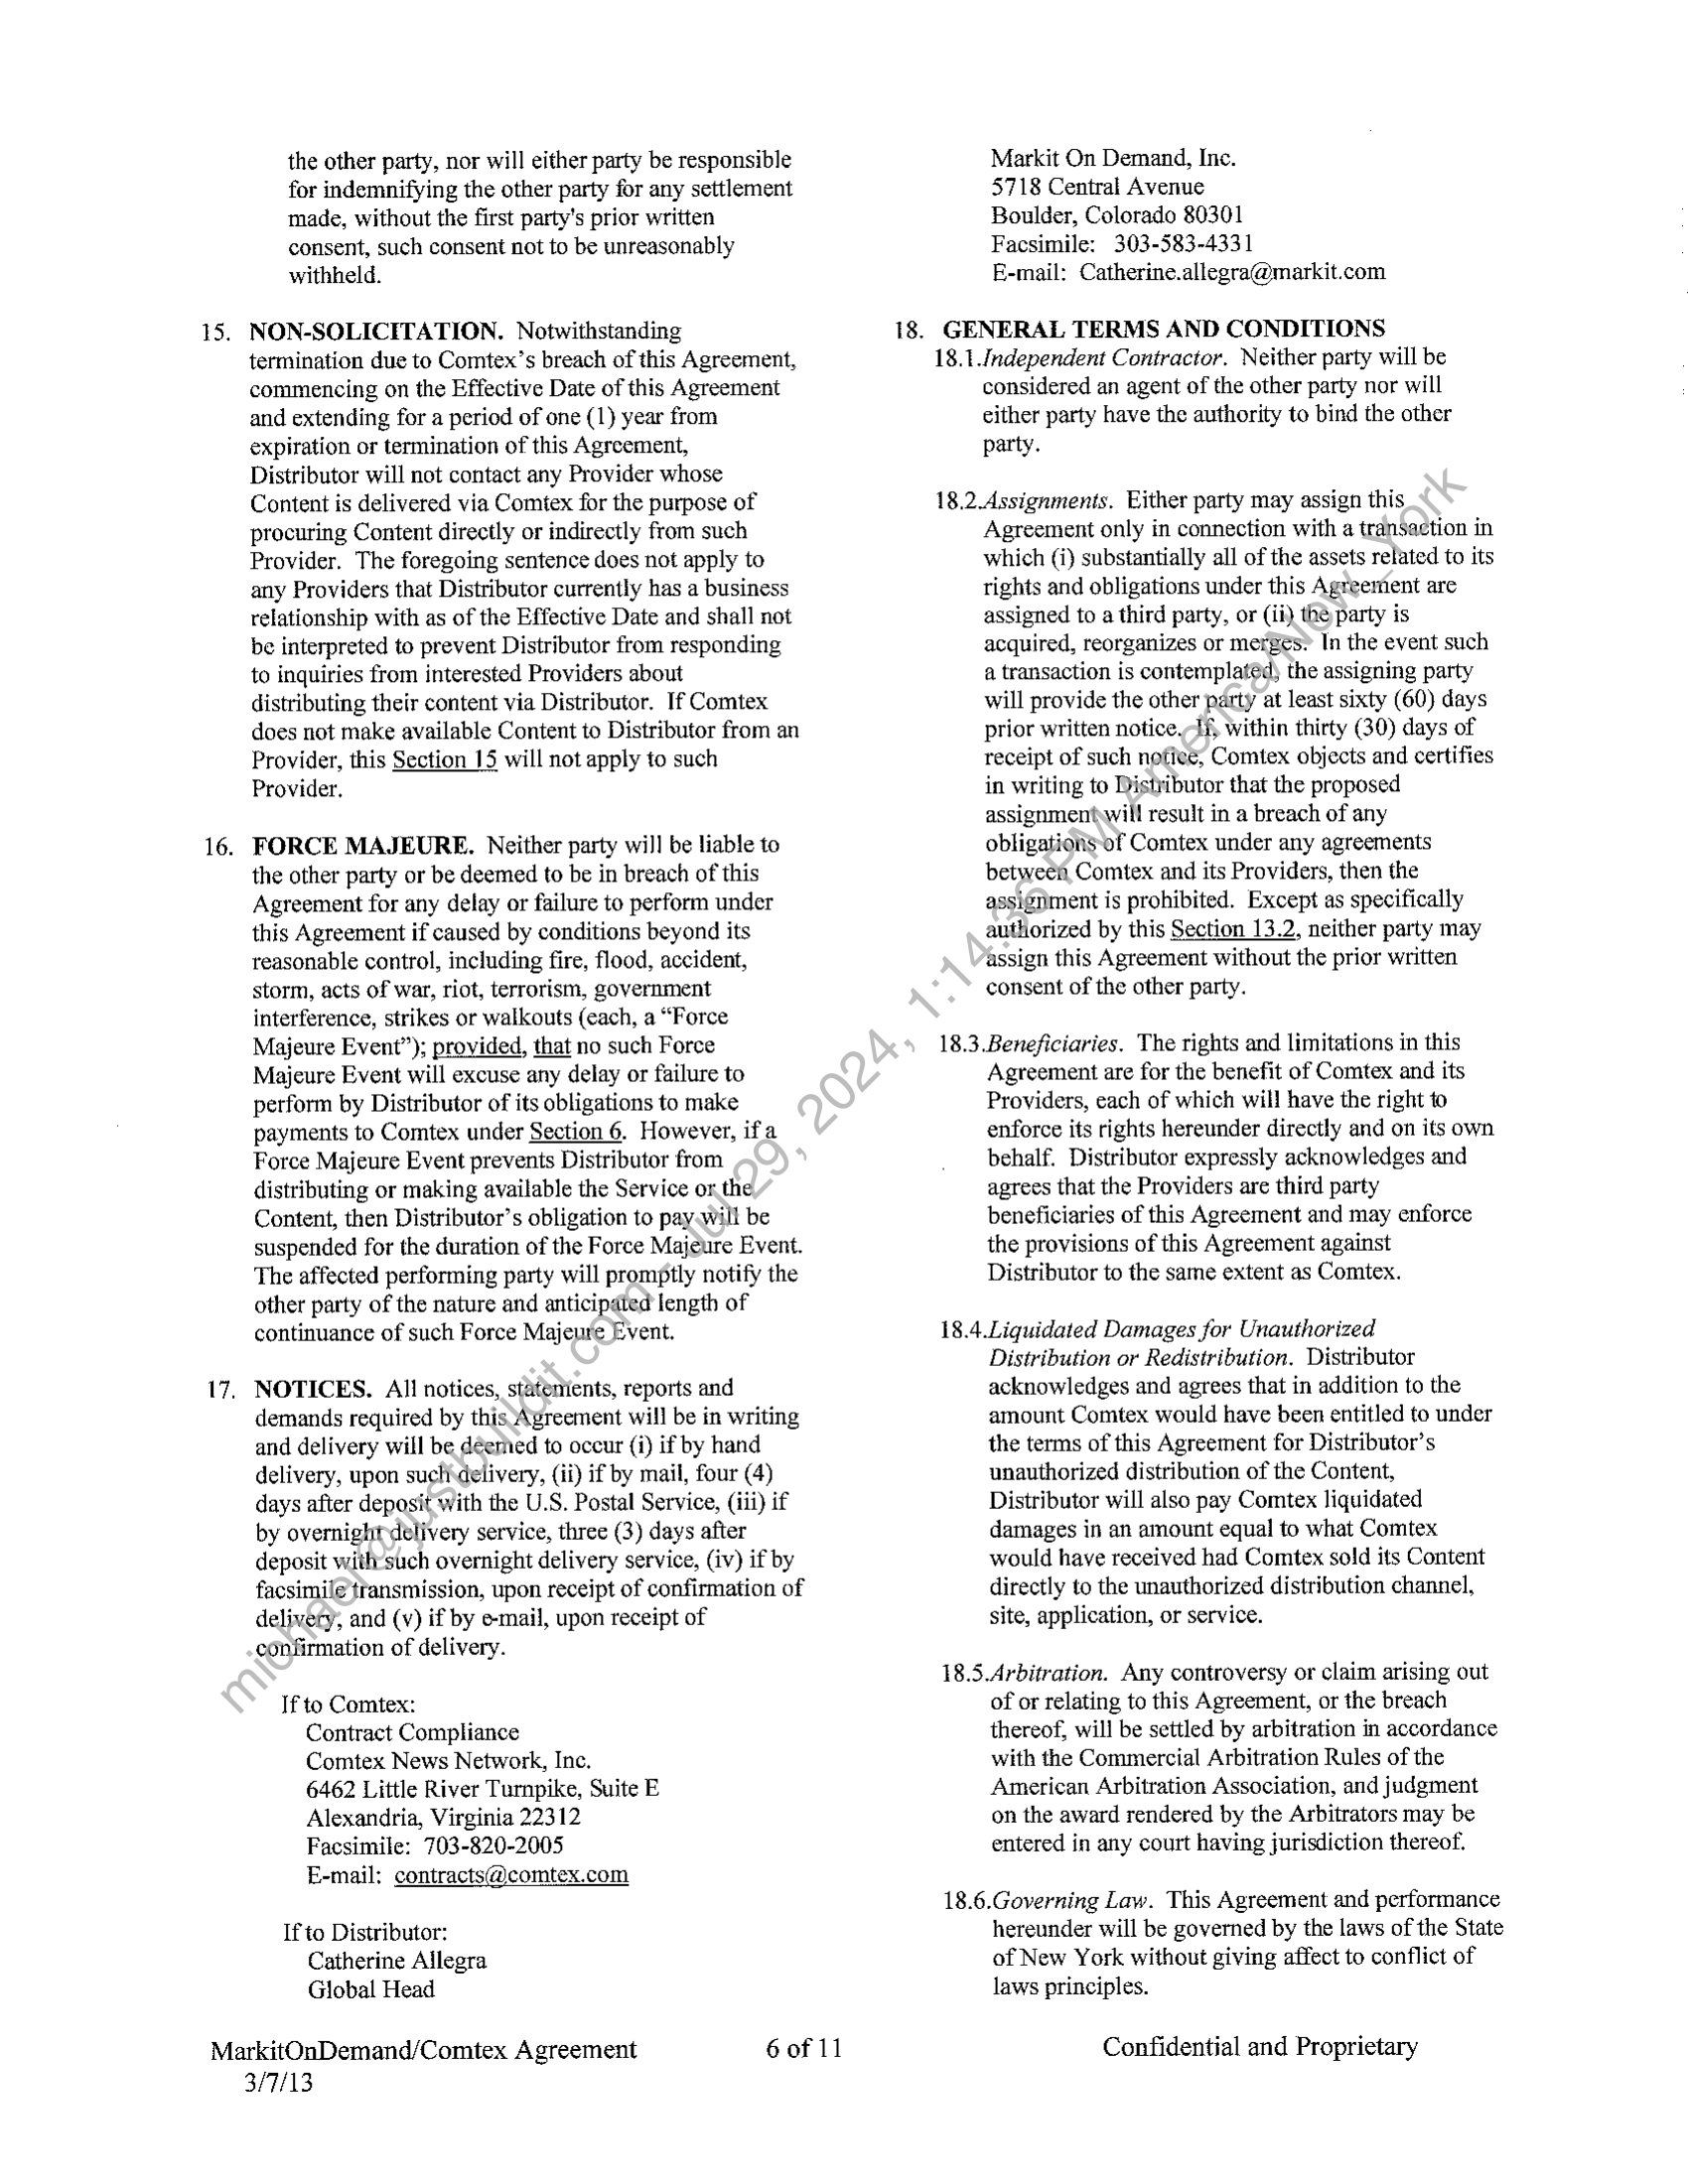 the other party, nor will either party be responsible
for indemnifying the other party for any settlement
made, without the first party's prior written
consent, such consent not to be unreasonably
withheld.
15. NON-SOLICITATION. Notwithstanding
termination due to Comtex's breach of this Agreement,
commencing on the Effective Date of this Agreement
and extending for a period of one (1) year from
expiration or termination of this Agreement,
Distributor will not contact any Provider whose
Content is delivered via Comtex for the purpose of
procuring Content directly or indirectly from such
Provider. The foregoing sentence does not apply to
any Providers that Distributor currently has a business
relationship with as of the Effective Date and shall not
be interpreted to prevent Distributor from responding
to inquiries from interested Providers about
distributing their content via Distributor. If Comtex
does not make available Content to Distributor from an
Provider, this Section 15 will not apply to such
Provider.
16. FORCE MAJEURE. Neither party will be liable to
the other party or be deemed to be in breach of this
Agreement for any delay or failure to perform under
this Agreement if caused by conditions beyond its
reasonable control, including fire, flood, accident,
storm, acts of war, riot, terrorism, government
interference, strikes or walkouts (each, a “Force
Majeure Event”); provided, that no such Force
Majeure Event will excuse any delay or failure to
perform by Distributor of its obligations to make
payments to Comtex under Section 6. However, if a
Force Majeure Event prevents Distributor from
distributing or making available the Service or the
Content, then Distributor's obligation to pay will be
suspended for the duration of the Force Majeure Event.
The affected performing party will promptly notify the
other party of the nature and anticipated length of
continuance of such Force Majeure Event.
17. NOTICES. All notices, statements, reports and
demands required by this Agreement will be in writing
and delivery will be deemed to occur (i) if by hand
delivery, upon such delivery, (ii) if by mail, four (4)
days after deposit with the U.S. Postal Service, (iii) if
by overnight delivery service, three (3) days after
deposit with such overnight delivery service, (iv) if by
facsimile transmission, upon receipt of confirmation of
delivery, and (v) if by e-mail, upon receipt of
confirmation of delivery.
If to Comtex:
Contract Compliance
Comtex News Network, Inc.
6462 Little River Turnpike, Suite E
Alexandria, Virginia 22312
Facsimile: 703-820-2005
E-mail: contracts@comtex.com
If to Distributor:
Catherine Allegra
Global Head
Markit On Demand, Inc.
5718 Central Avenue
Boulder, Colorado 80301
Facsimile: 303-583-4331
E-mail: Catherine.allegra@markit.com
18. GENERAL TERMS AND CONDITIONS
18.1.Independent Contractor. Neither party will be
considered an agent of the other party nor will
either party have the authority to bind the other
party.
18.2.Assignments. Either party may assign this
Agreement only in connection with a transaction in
which (i) substantially all of the assets related to its
rights and obligations under this Agreement are
assigned to a third party, or (ii) the party is
acquired, reorganizes or merges. In the event such
a transaction is contemplated, the assigning party
will provide the other party at least sixty (60) days
prior written notice. If, within thirty (30) days of
receipt of such notice, Comtex objects and certifies
in writing to Distributor that the proposed
assignment will result in a breach of any
obligations of Comtex under any agreements
between Comtex and its Providers, then the
assignment is prohibited. Except as specifically
authorized by this Section 13.2, neither party may
assign this Agreement without the prior written
consent of the other party.
18.3.Beneficiaries. The rights and limitations in this
Agreement are for the benefit of Comtex and its
Providers, each of which will have the right to
enforce its rights hereunder directly and on its own
behalf. Distributor expressly acknowledges and
agrees that the Providers are third party
beneficiaries of this Agreement and may enforce
the provisions of this Agreement against
Distributor to the same extent as Comtex.
18.4.Liquidated Damages for Unauthorized
Distribution or Redistribution. Distributor
acknowledges and agrees that in addition to the
amount Comtex would have been entitled to under
the terms of this Agreement for Distributor's
unauthorized distribution of the Content,
Distributor will also pay Comtex liquidated
damages in an amount equal to what Comtex
would have received had Comtex sold its Content
directly to the unauthorized distribution channel,
site, application, or service.
18.5.Arbitration. Any controversy or claim arising out
of or relating to this Agreement, or the breach
thereof, will be settled by arbitration in accordance
with the Commercial Arbitration Rules of the
American Arbitration Association, and judgment
on the award rendered by the Arbitrators may be
entered in any court having jurisdiction thereof.
18.6.Governing Law. This Agreement and performance
hereunder will be governed by the laws of the State
of New York without giving affect to conflict of
laws principles.
MarkitOnDemand/Comtex Agreement 6 of 11 Confidential and Proprietary
3/7/13
michael@justbuildit.com - Jul 29, 2024, 1:14:36 PM America/New_York